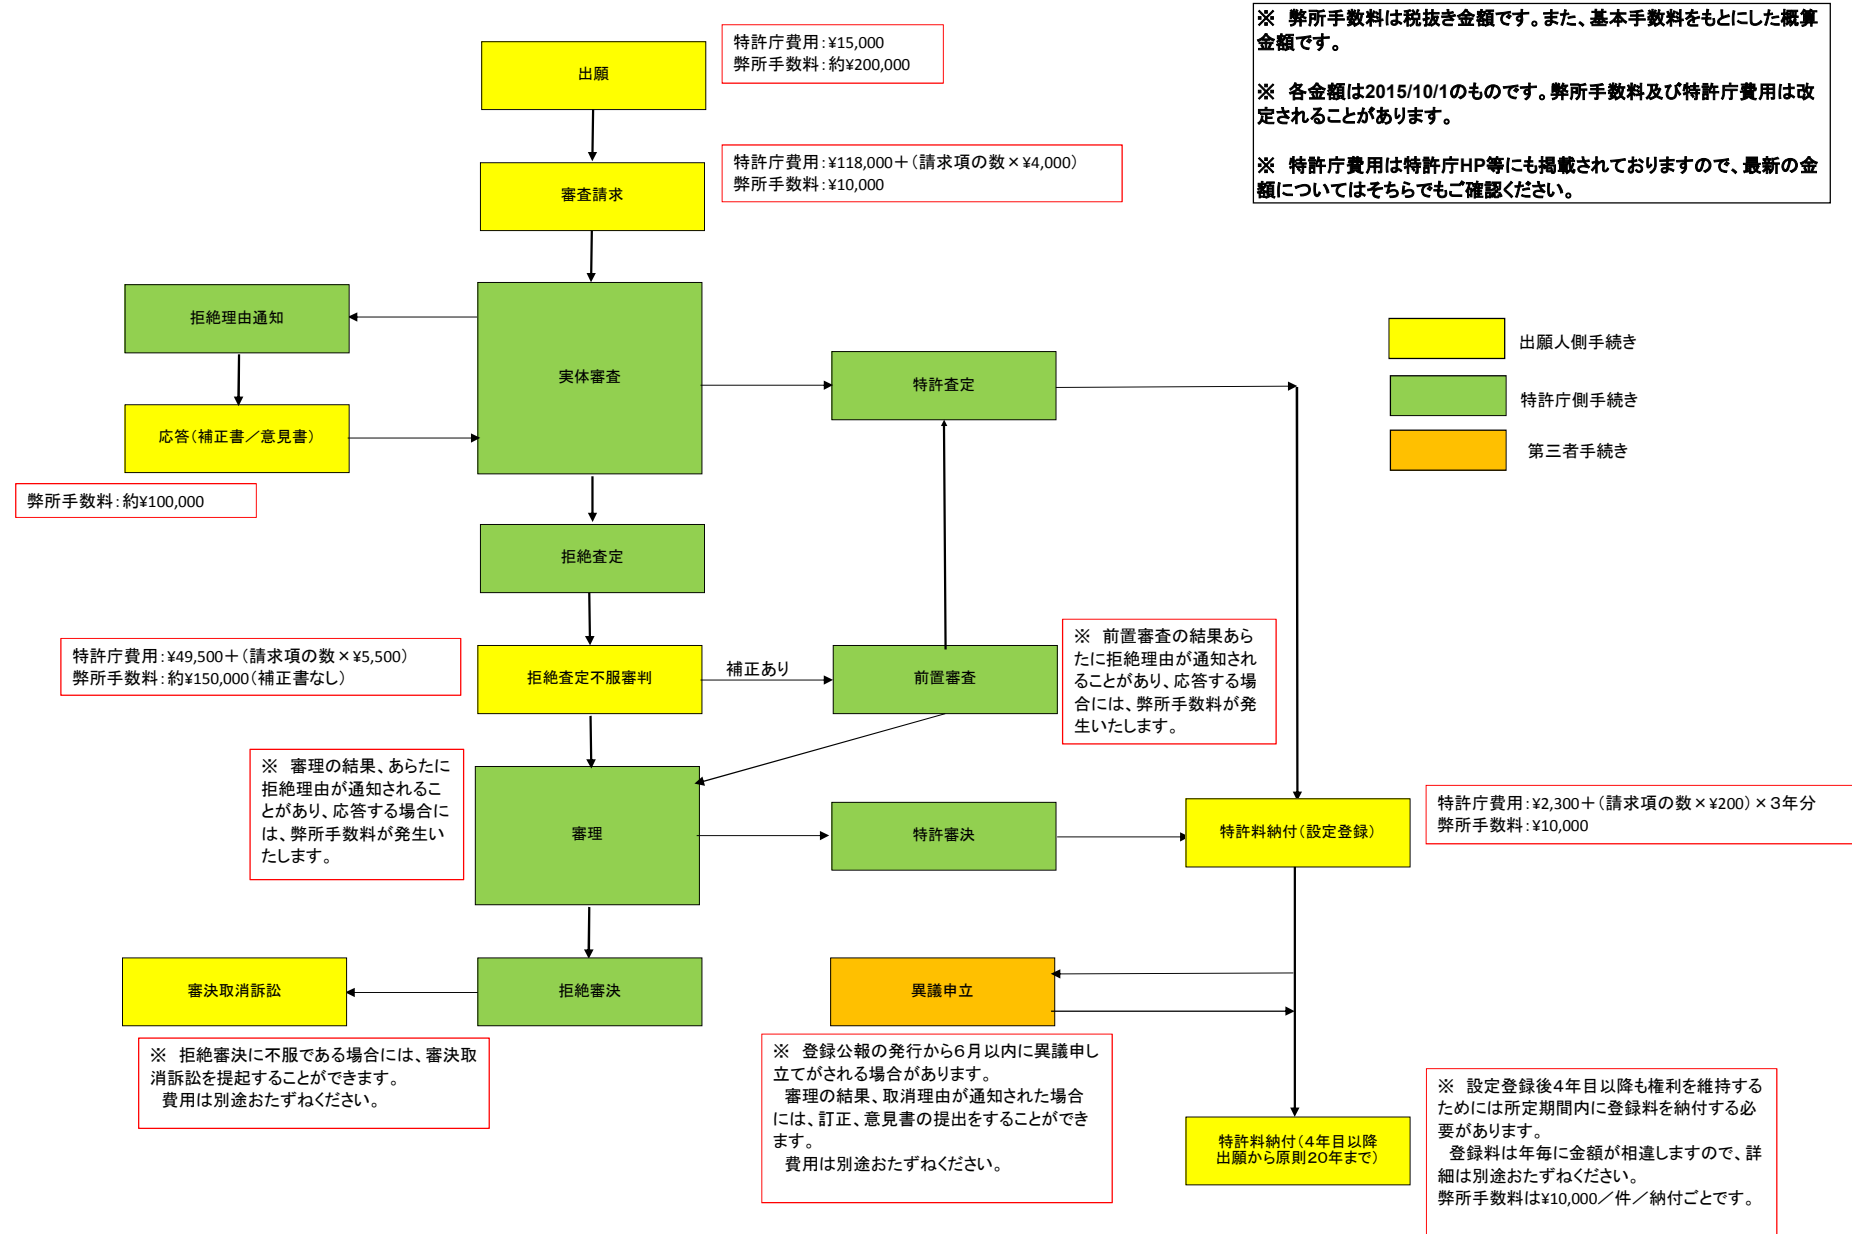 ※　弊所手数料は税抜き金額です。また、基本手数料をもとにした概算
金額です。
※　各金額は2015/10/1のものです。弊所手数料及び特許庁費用は改
定されることがあります。
※　特許庁費用は特許庁HP等にも掲載されておりますので、最新の金
額についてはそちらでもご確認ください。
出願
特許庁費用：¥15,000
弊所手数料：約¥200,000
審査請求
特許庁費用：¥118,000＋（請求項の数×¥4,000）
弊所手数料：¥10,000
拒絶理由通知
実体審査
特許査定
応答（補正書／意見書）
弊所手数料：約¥100,000
出願人側手続き
特許庁側手続き
第三者手続き
拒絶査定
特許庁費用：¥49,500＋（請求項の数×¥5,500）
弊所手数料：約¥150,000（補正書なし）
拒絶査定不服審判
補正あり
前置審査
※　前置審査の結果あら
たに拒絶理由が通知され
ることがあり、応答する場
合には、弊所手数料が発
生いたします。
※　審理の結果、あらたに
拒絶理由が通知されるこ
とがあり、応答する場合に
は、弊所手数料が発生い
たします。
審理
特許審決
特許料納付（設定登録）
特許庁費用：¥2,300＋（請求項の数×¥200）×３年分
弊所手数料：¥10,000
審決取消訴訟
拒絶審決
異議申立
※　拒絶審決に不服である場合には、審決取
消訴訟を提起することができます。
費用は別途おたずねください。
※　登録公報の発行から６月以内に異議申し
立てがされる場合があります。
審理の結果、取消理由が通知された場合
には、訂正、意見書の提出をすることができ
ます。
費用は別途おたずねください。
特許料納付（４年目以降
出願から原則２０年まで）
※　設定登録後４年目以降も権利を維持する
ためには所定期間内に登録料を納付する必
要があります。
登録料は年毎に金額が相違しますので、詳
細は別途おたずねください。
弊所手数料は¥10,000／件／納付ごとです。